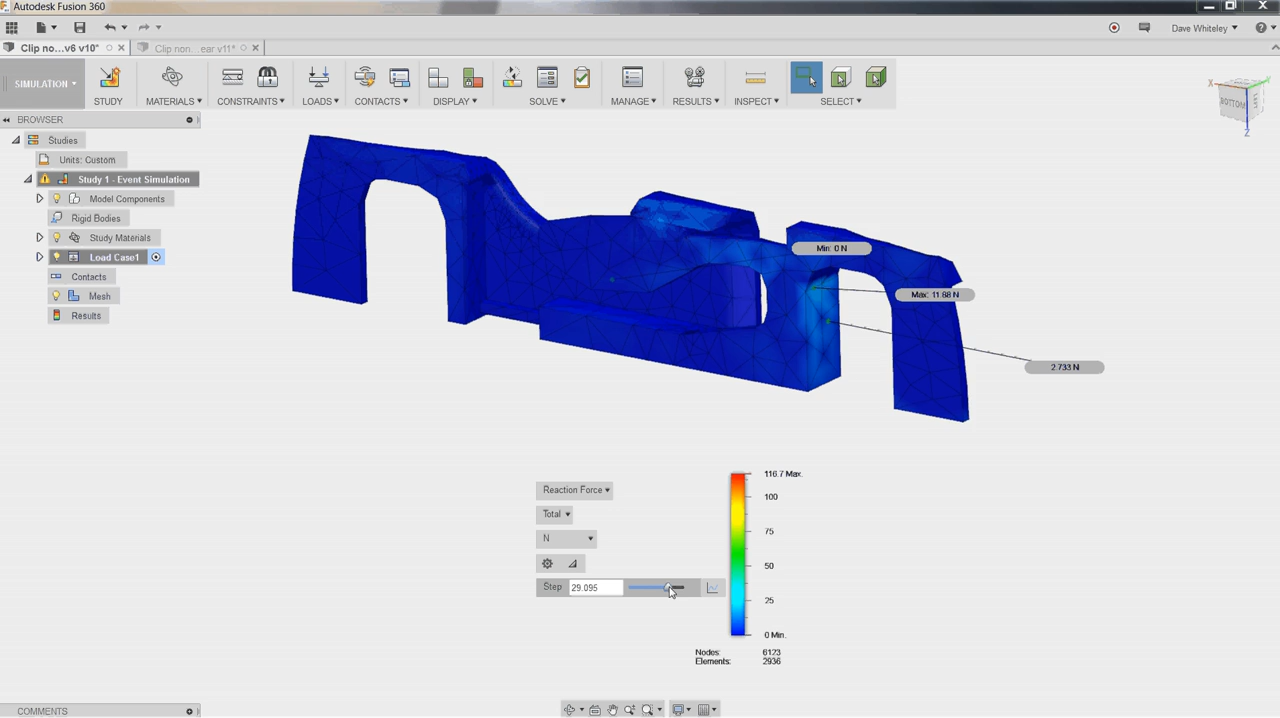 Autodesk Fusion 360
Dave Whiteley
Clip no...v6 v10*
Clip non...ear v11*
SIMULATION
STUDY
MATERIALS
CONSTRAINTS
LOADS
CONTACTS
DISPLAY
SOLVE
MANAGE
RESULTS
INSPECT
SELECT
X
Z
BOTTOM
LEFT
BROWSER
Studies
Units: Custom
Study 1 - Event Simulation
Model Components
Rigid Bodies
Study Materials
Load Case1
Contacts
Mesh
Results
Min: 0 N
Max: 11.88 N
2.733 N
Reaction Force
Total
N
Step 29.095
116.7 Max.
100
75
50
25
0 Min.
Nodes: 6123
Elements: 2936
COMMENTS